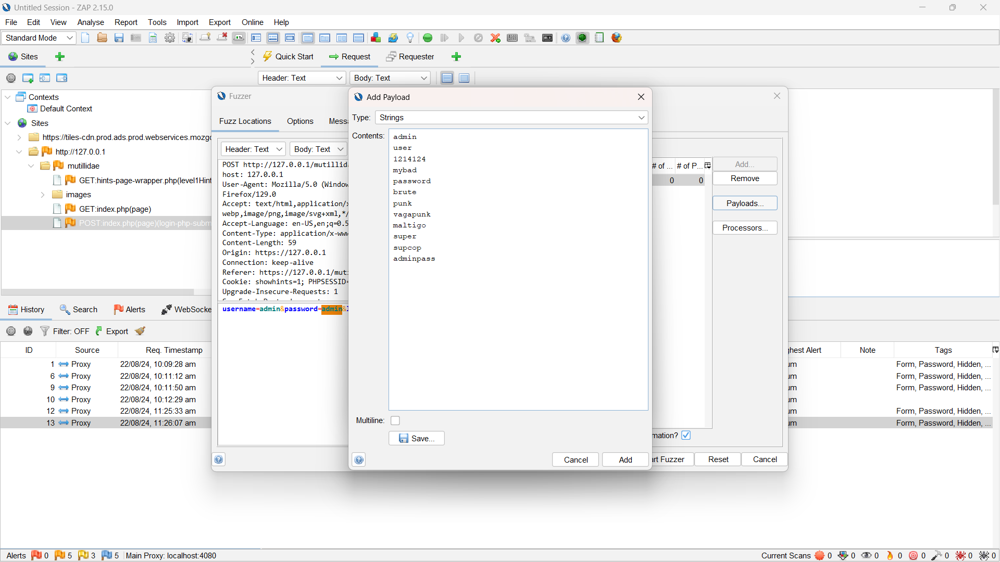 Untitled Session - ZAP 2.15.0
File Edit View Analyse Report Tools Import Export Online Help
Standard Mode
Sites
Quick Start Request Requester
Header: Text Body: Text
Contexts
Default Context
Sites
https://tiles-cdn.prod.ads.prod.webservices.mozgc
http://127.0.0.1
mutillidae
GET:hints-page-wrapper.php(level1Hint
images
GET:index.php(page)
POST:index.php(page)(login-php-subm
Fuzzer
Fuzz Locations Options Messa
Header: Text Body: Text
POST http://127.0.0.1/mutillida
host: 127.0.0.1
User-Agent: Mozilla/5.0 (Window
Firefox/129.0
Accept: text/html,application/x
webp,image/png,image/svg+xml,*/
Accept-Language: en-US,en;q=0.5
Content-Type: application/x-www
Content-Length: 59
Origin: https://127.0.0.1
Connection: keep-alive
Referer: https://127.0.0.1/muti
Cookie: showhints=1; PHPSESSID=
Upgrade-Insecure-Requests: 1
username=admin&password=admin&l
Add Payload
Type: Strings
Contents:
admin
user
1214124
mybad
password
brute
punk
vagapunk
maltigo
super
supcop
adminpass
Multiline:
Save...
Cancel Add
# of ... # of P...
0 0
Add...
Remove
Payloads...
Processors...
mation?
art Fuzzer Reset Cancel
History Search Alerts WebSocke
Filter: OFF Export
ID Source Req. Timestamp ghest Alert Note Tags
1 Proxy 22/08/24, 10:09:28 am um Form, Password, Hidden, ...
6 Proxy 22/08/24, 10:11:12 am um Form, Password, Hidden, ...
9 Proxy 22/08/24, 10:11:50 am um Form, Password, Hidden, ...
10 Proxy 22/08/24, 10:12:29 am um
12 Proxy 22/08/24, 11:25:33 am um Form, Password, Hidden, ...
13 Proxy 22/08/24, 11:26:07 am um Form, Password, Hidden, ...
Alerts 0 5 3 5 Main Proxy: localhost:4080
Current Scans 0 0 0 0 0 0 0 0